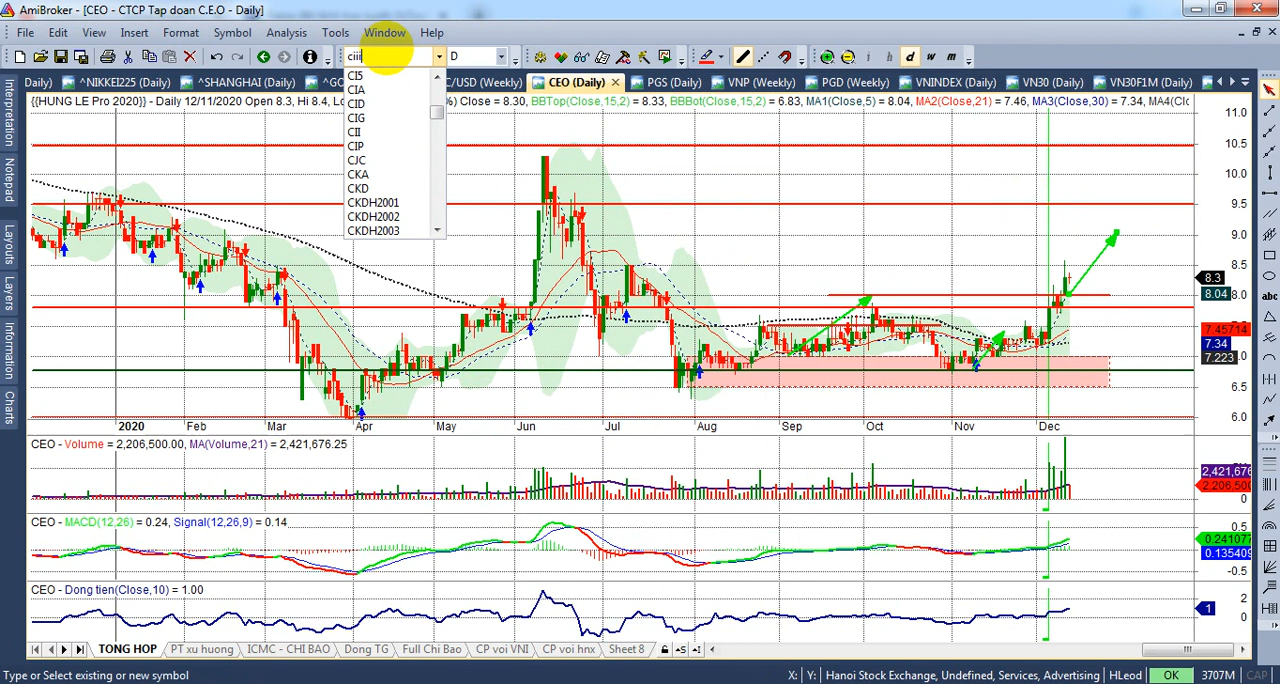 AmiBroker - [CEO - CTCP Tap doan C.E.O - Daily]
File Edit View Insert Format Symbol Analysis Tools Window Help
ciii D i h d w m
Daily) ^NIKKEI225 (Daily) ^SHANGHAI (Daily) C/USD (Weekly) CEO (Daily) PGS (Daily) VNP (Weekly) PGD (Weekly) VNINDEX (Daily) VN30 (Daily) VN30F1M (Daily)
{{HUNG LE Pro 2020}} - Daily 12/11/2020 Open 8.3, Hi 8.4, %) Close = 8.30, BBTop(Close,15,2) = 8.33, BBBot(Close,15,2) = 6.83, MA1(Close,5) = 8.04, MA2(Close,21) = 7.46, MA3(Close,30) = 7.34, MA4(Clo
CI5
CIA
CID
CIG
CII
CIP
CJC
CKA
CKD
CKDH2001
CKDH2002
CKDH2003
Interpretation
Notepad
Layouts
Layers
Information
Charts
abc
11.0
10.5
10.0
9.5
9.0
8.5
8.3
8.04
8.0
7.45714
7.34
7.223
6.5
6.0
2020 Feb Mar Apr May Jun Jul Aug Sep Oct Nov Dec
CEO - Volume = 2,206,500.00, MA(Volume,21) = 2,421,676.25
2,421,676
2,206,500
0
CEO - MACD(12,26) = 0.24, Signal(12,26,9) = 0.14
0.5
0.241077
0.135409
-0.5
CEO - Dong tien(Close,10) = 1.00
2
1
0
TONG HOP PT xu huong ICMC - CHI BAO Dong TG Full Chi Bao CP voi VNI CP voi hnx Sheet 8
Type or Select existing or new symbol X: Y: Hanoi Stock Exchange, Undefined, Services, Advertising HLeod OK 3707M CAP